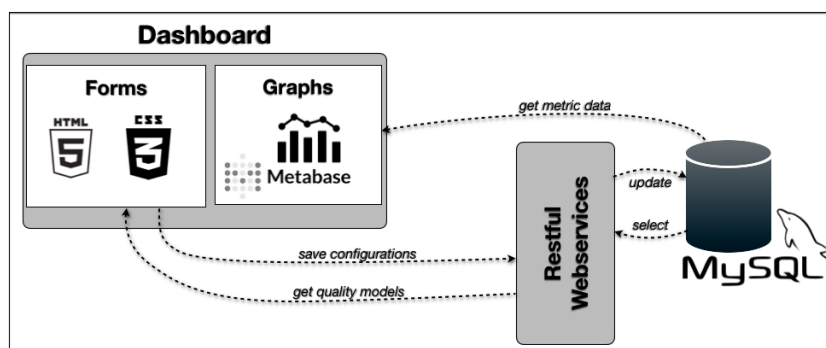 Dashboard
Forms
Graphs
HTML
5
CSS
3
Metabase
get metric data
Restful
Webservices
update
select
MySQL
save configurations
get quality models